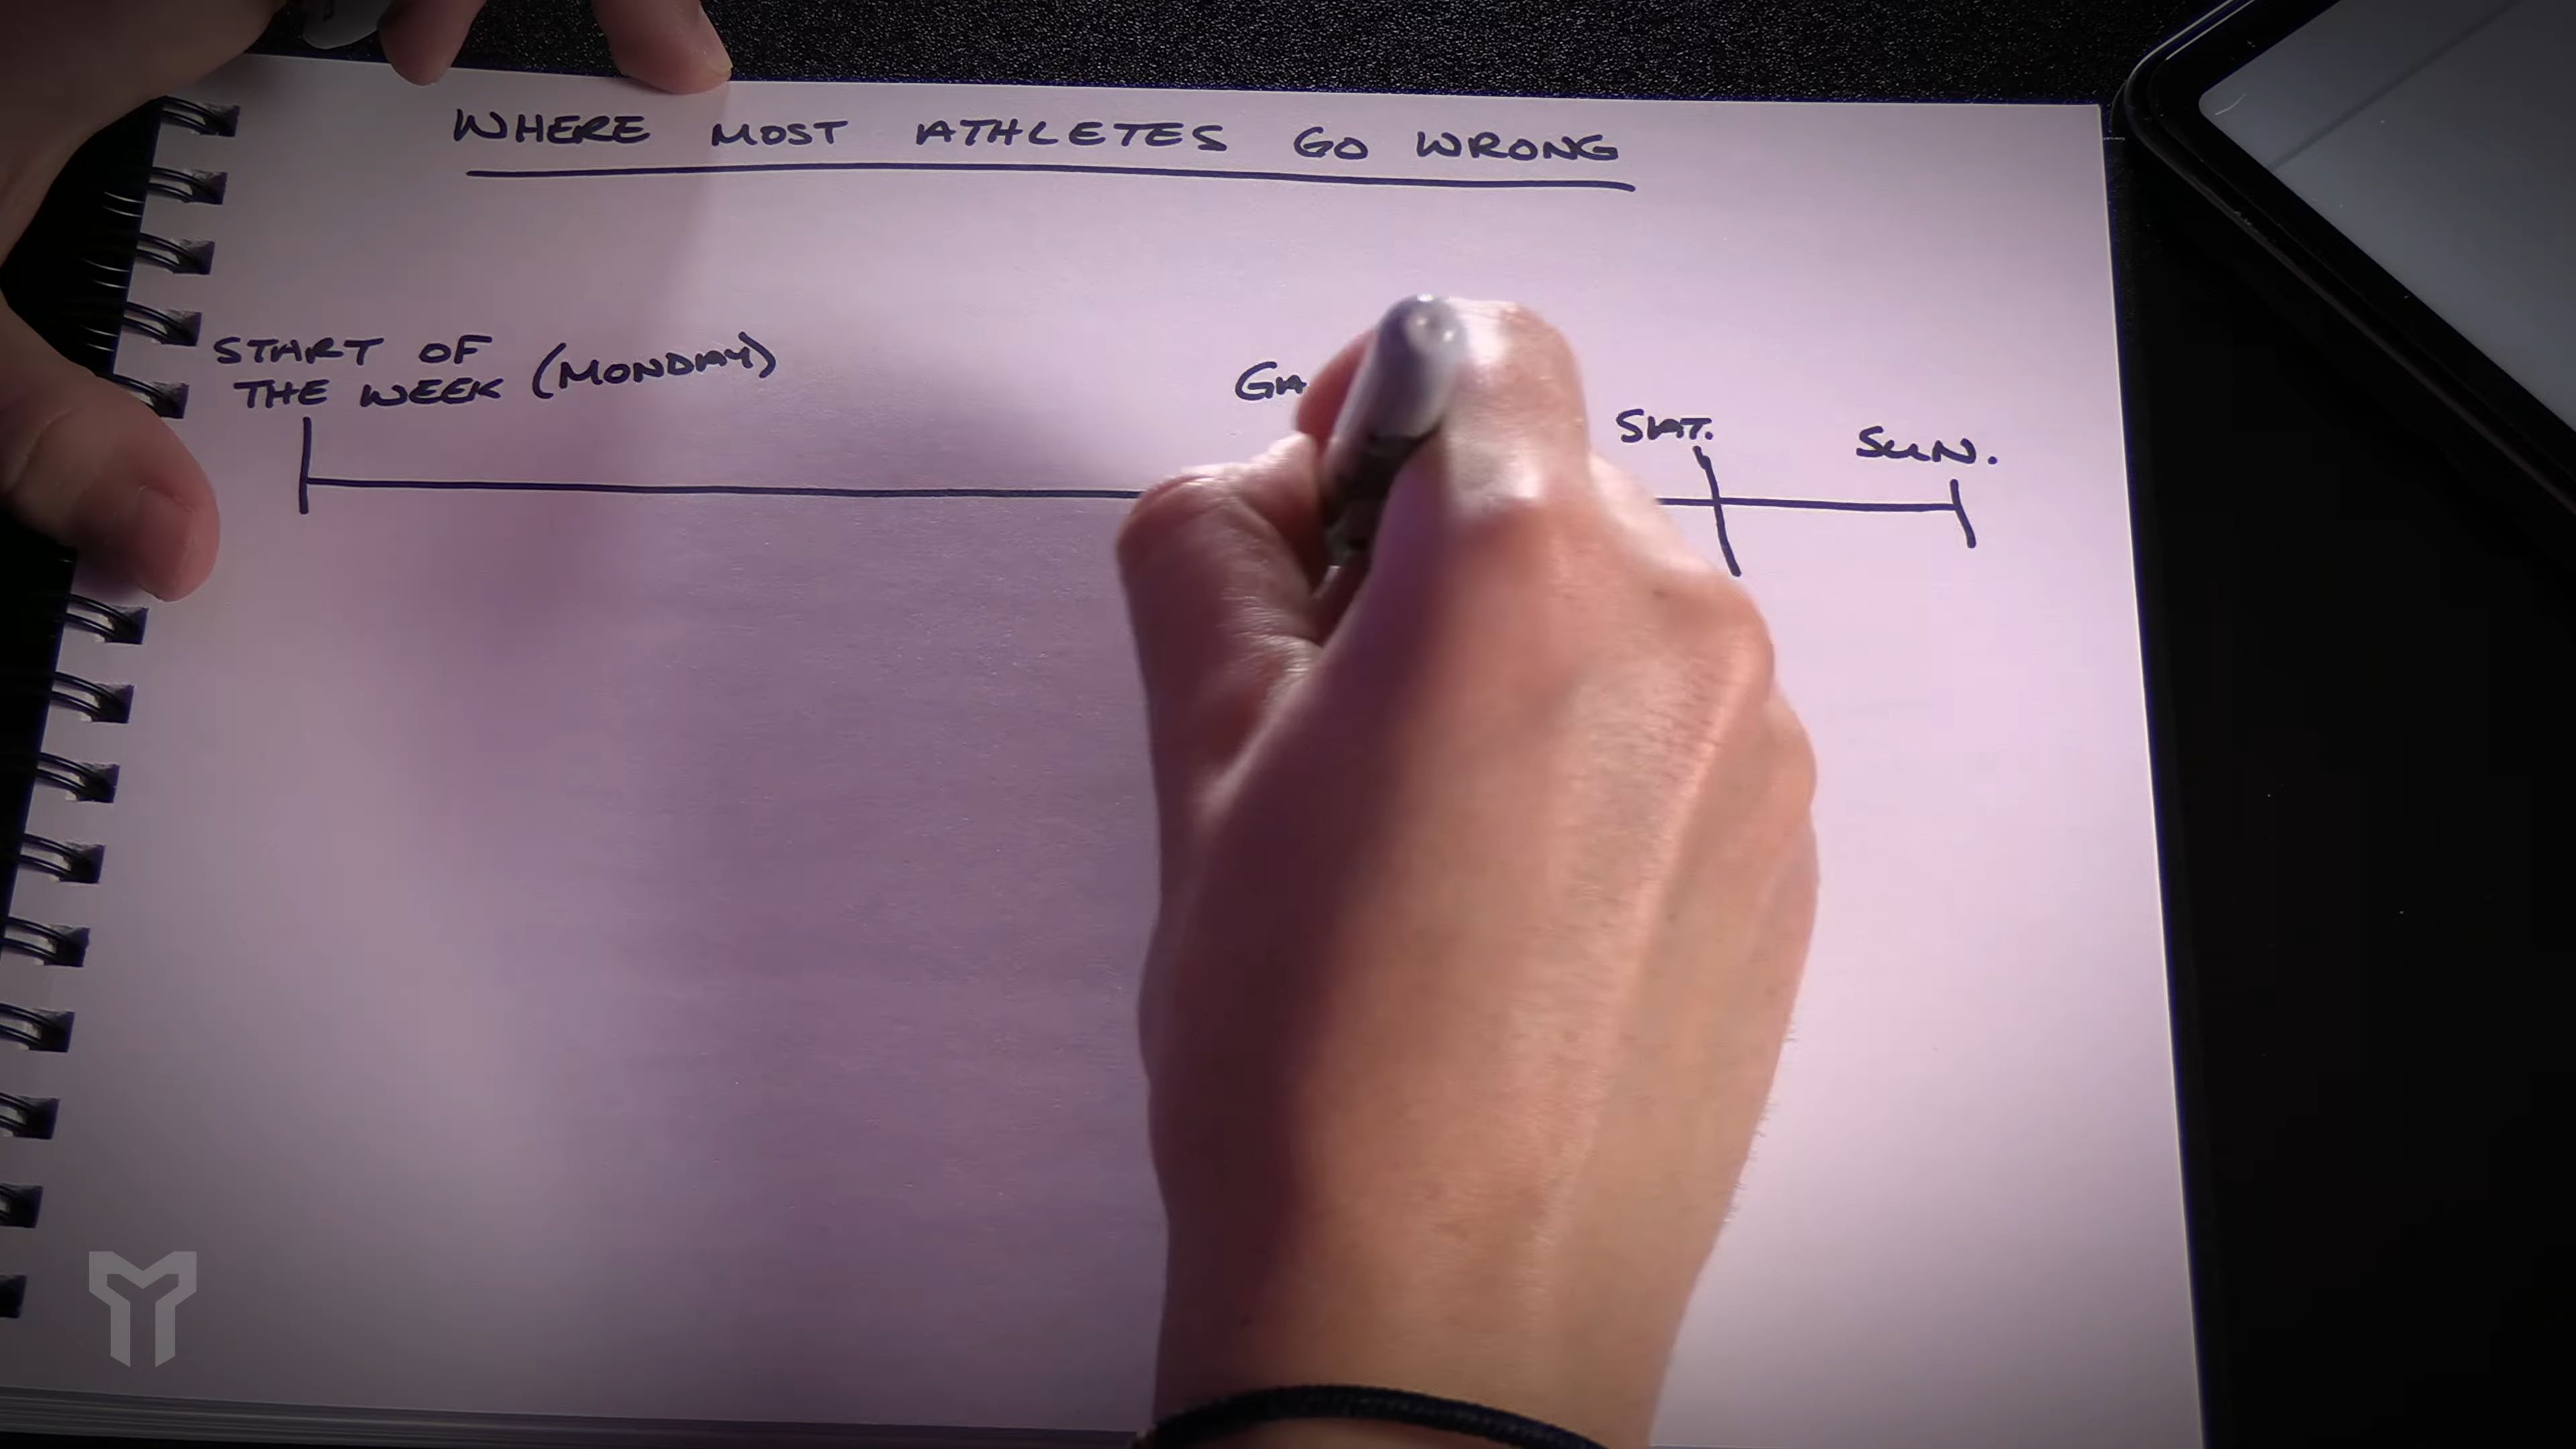 WHERE MOST ATHLETES GO WRONG
START OF
THE WEEK (MONDAY)
SAT.
SUN.